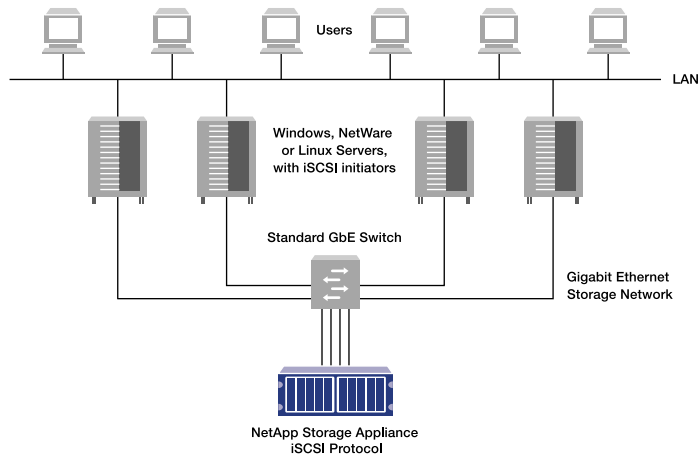 Users
LAN
Windows, NetWare
or Linux Servers,
with iSCSI initiators
Standard GbE Switch
Gigabit Ethernet
Storage Network
NetApp Storage Appliance
iSCSI Protocol